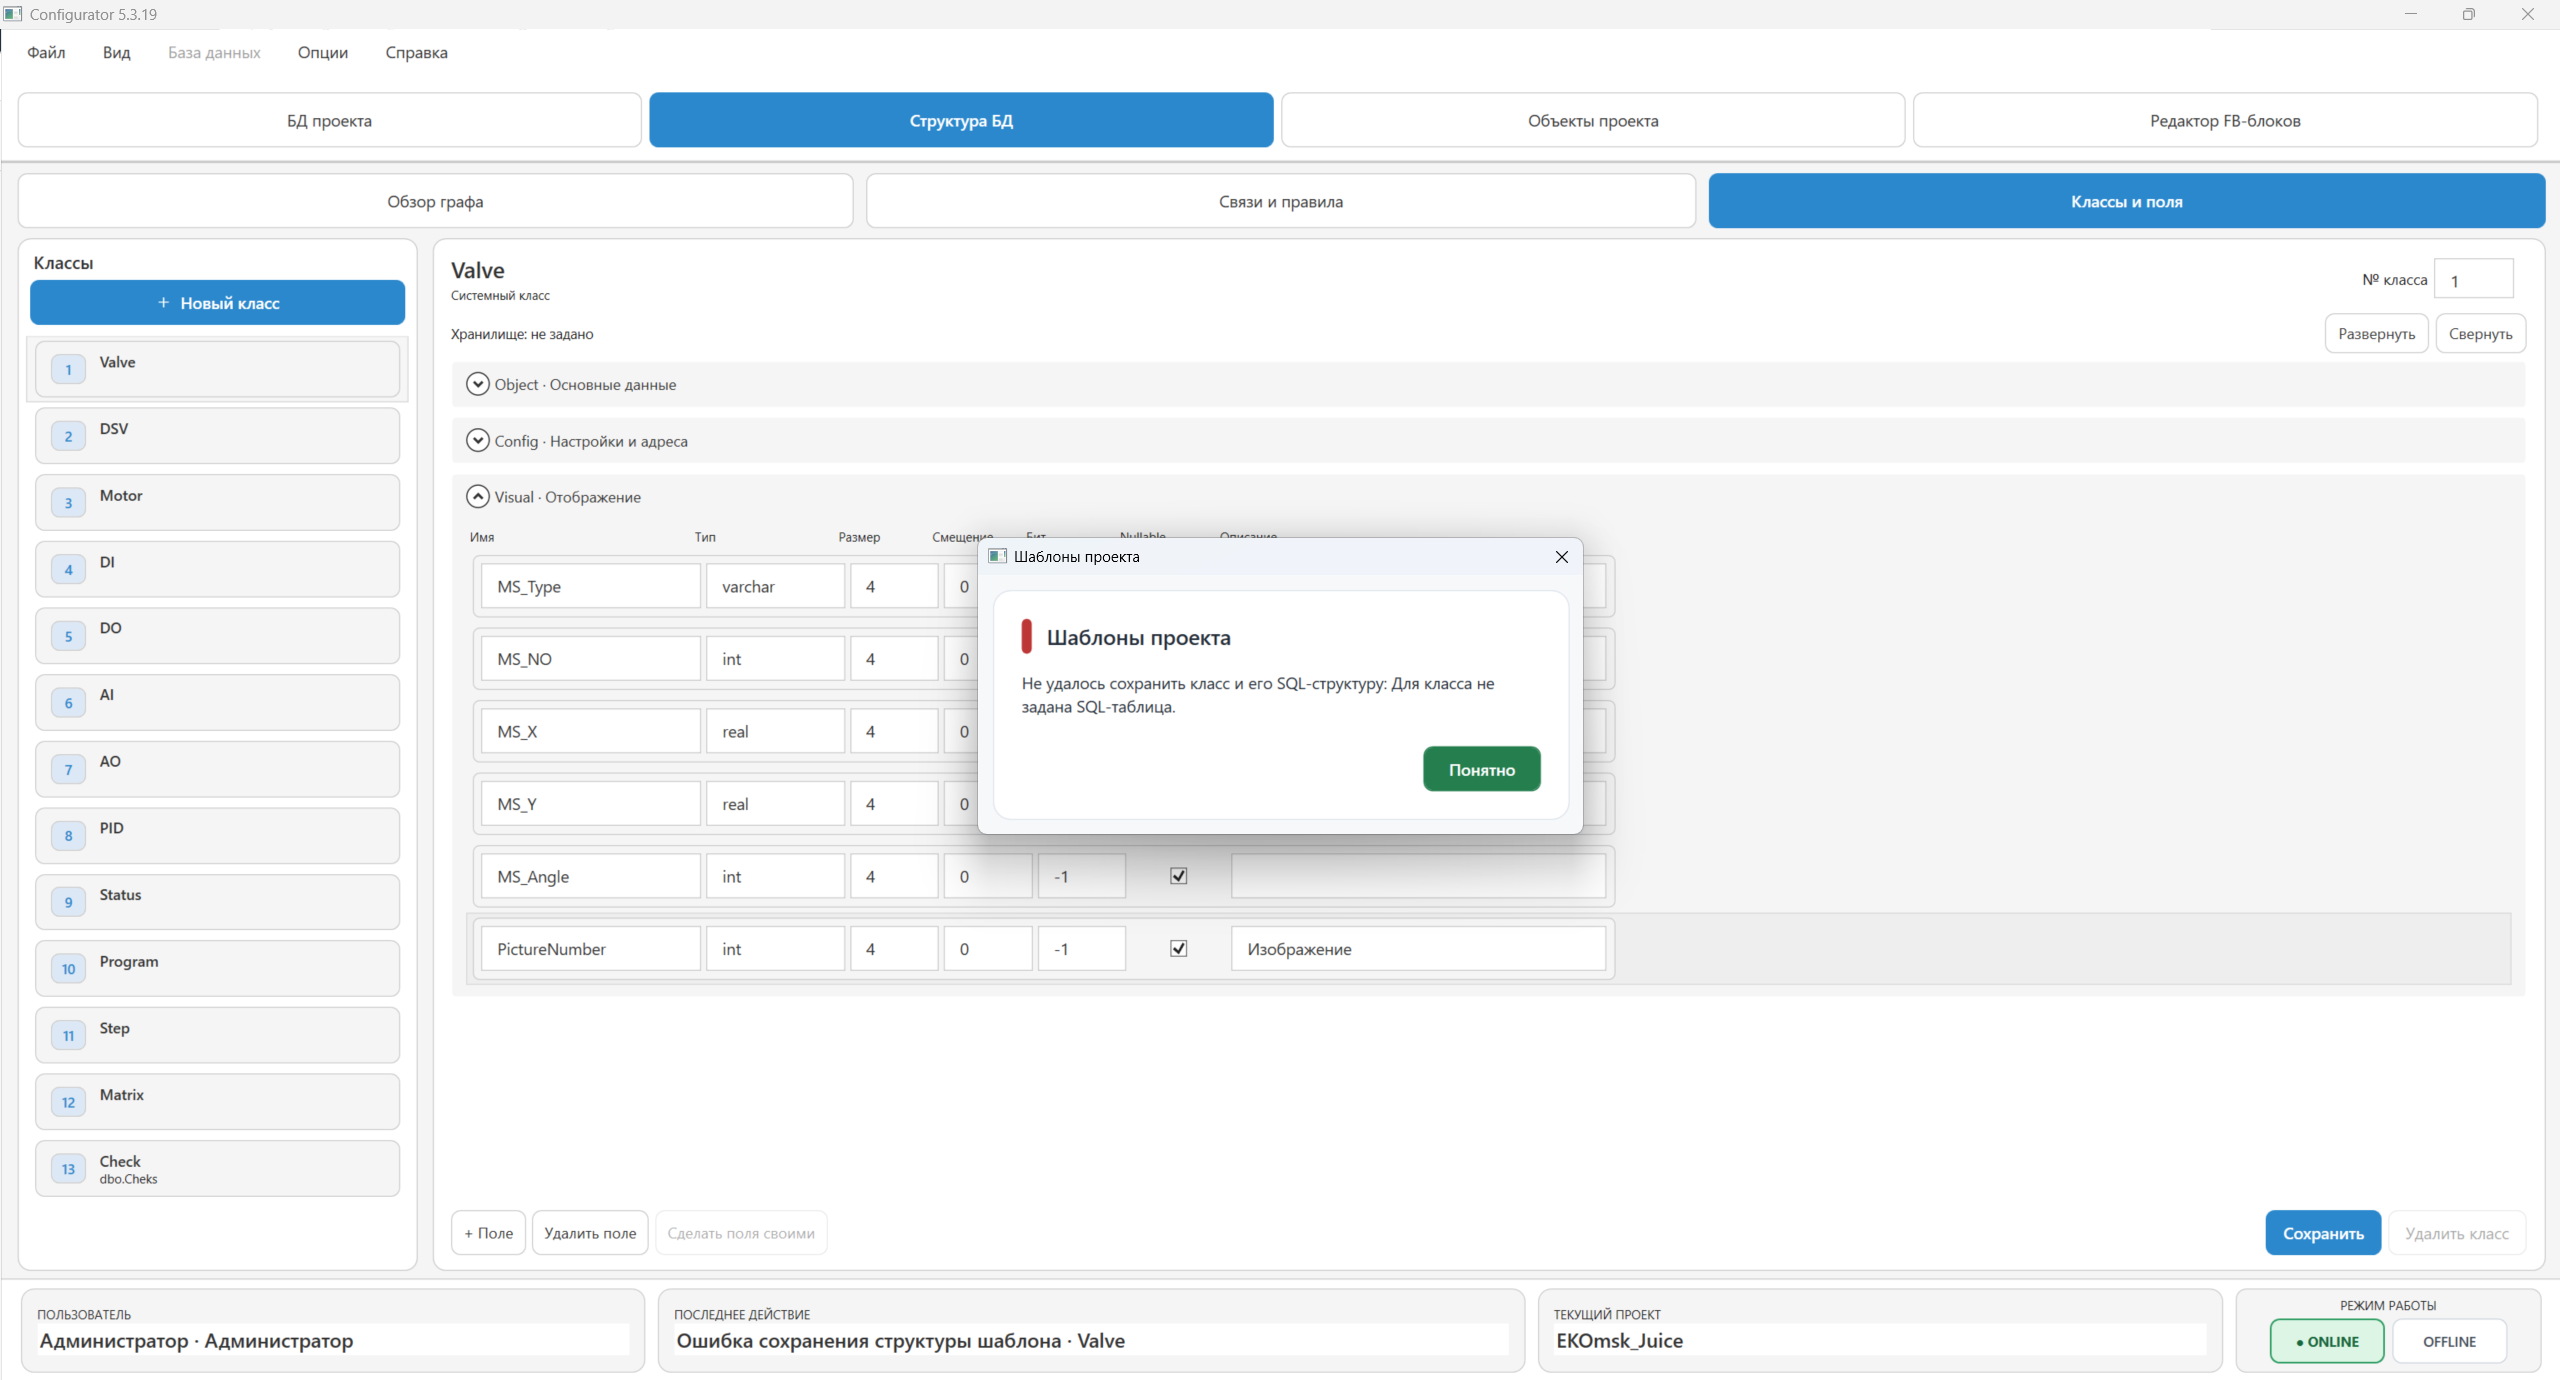 Configurator 5.3.19
Файл Вид База данных Опции Справка
БД проекта Структура БД Объекты проекта Редактор FB-блоков
Обзор графа Связи и правила Классы и поля
Классы
+ Новый класс
1 Valve
2 DSV
3 Motor
4 DI
5 DO
6 AI
7 AO
8 PID
9 Status
10 Program
11 Step
12 Matrix
13 Check
dbo.Cheks
Valve
Системный класс
№ класса 1
Хранилище: не задано
Развернуть Свернуть
Object · Основные данные
Config · Настройки и адреса
Visual · Отображение
Имя Тип Размер Смещение Бит Nullable Описание
MS_Type varchar 4 0
MS_NO int 4 0
MS_X real 4 0
MS_Y real 4 0
MS_Angle int 4 0 -1
PictureNumber int 4 0 -1 Изображение
Шаблоны проекта
Шаблоны проекта
Не удалось сохранить класс и его SQL-структуру: Для класса не
задана SQL-таблица.
Понятно
+ Поле Удалить поле Сделать поля своими
Сохранить Удалить класс
ПОЛЬЗОВАТЕЛЬ
Администратор · Администратор
ПОСЛЕДНЕЕ ДЕЙСТВИЕ
Ошибка сохранения структуры шаблона · Valve
ТЕКУЩИЙ ПРОЕКТ
EKOmsk_Juice
РЕЖИМ РАБОТЫ
● ONLINE OFFLINE